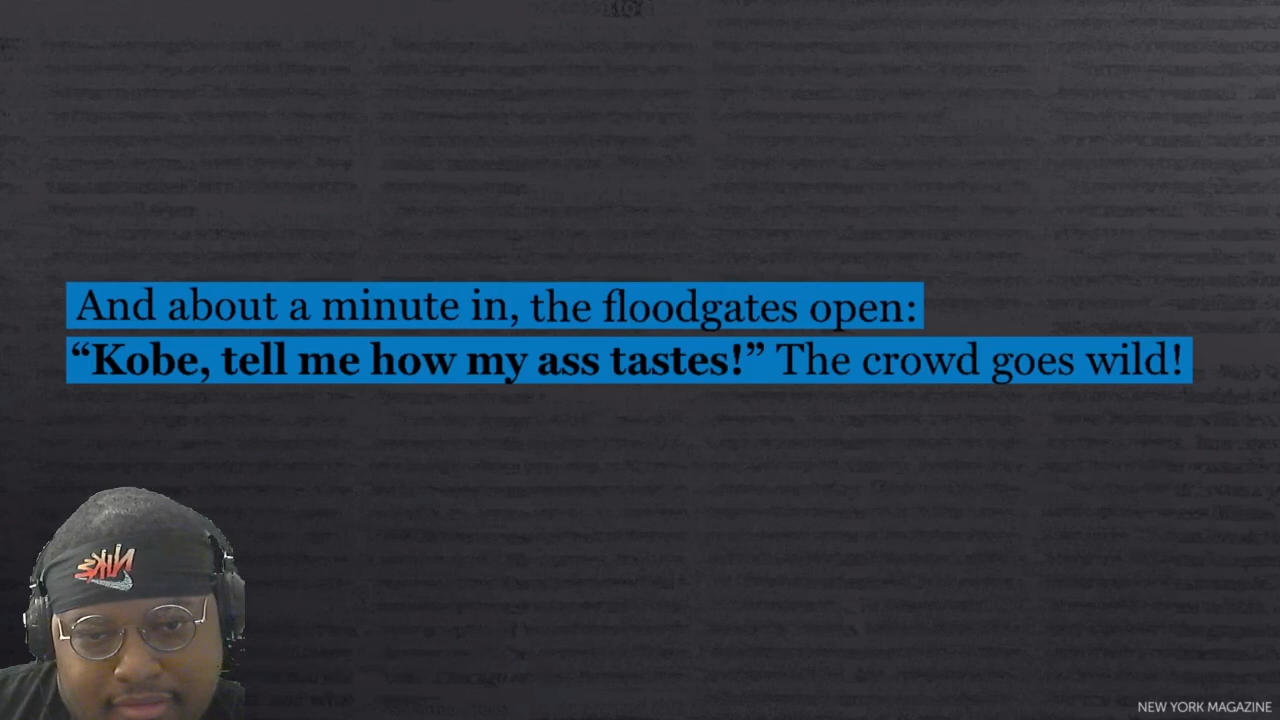 And about a minute in, the floodgates open:
“Kobe, tell me how my ass tastes!” The crowd goes wild!
NIKE
NEW YORK MAGAZINE